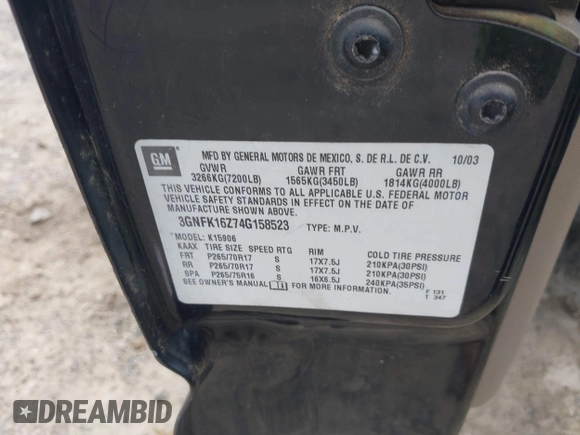 GM
MFD BY GENERAL MOTORS DE MEXICO, S. DE R.L. DE C.V. 10/03
GVWR GAWR FRT GAWR RR
3266KG(7200LB) 1565KG(3450LB) 1814KG(4000LB)
THIS VEHICLE CONFORMS TO ALL APPLICABLE U.S. FEDERAL MOTOR
VEHICLE SAFETY STANDARDS IN EFFECT ON THE DATE OF
MANUFACTURE SHOWN ABOVE.
3GNFK16Z74G158523 TYPE: M.P.V.
*MODEL: K15906
KAAX TIRE SIZE SPEED RTG RIM COLD TIRE PRESSURE
FRT P265/70R17 S 17X7.5J 210KPA(30PSI)
RR P265/70R17 S 17X7.5J 210KPA(30PSI)
SPA P265/75R16 S 16X6.5J 240KPA(35PSI)
SEE OWNER'S MANUAL FOR MORE INFORMATION.
F 131
T 347
DREAMBID